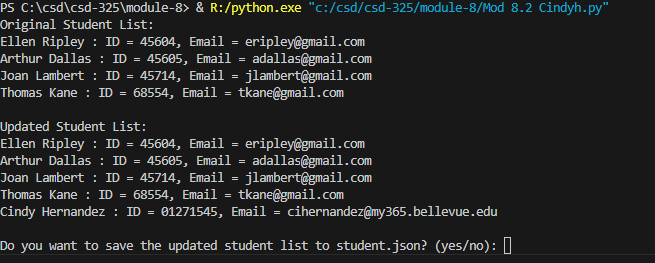 PS C:\csd\csd-325\module-8> & R:/python.exe "c:/csd/csd-325/module-8/Mod 8.2 Cindyh.py"
Original Student List:
Ellen Ripley : ID = 45604, Email = eripley@gmail.com
Arthur Dallas : ID = 45605, Email = adallas@gmail.com
Joan Lambert : ID = 45714, Email = jlambert@gmail.com
Thomas Kane : ID = 68554, Email = tkane@gmail.com
Updated Student List:
Ellen Ripley : ID = 45604, Email = eripley@gmail.com
Arthur Dallas : ID = 45605, Email = adallas@gmail.com
Joan Lambert : ID = 45714, Email = jlambert@gmail.com
Thomas Kane : ID = 68554, Email = tkane@gmail.com
Cindy Hernandez : ID = 01271545, Email = cihernandez@my365.bellevue.edu
Do you want to save the updated student list to student.json? (yes/no):